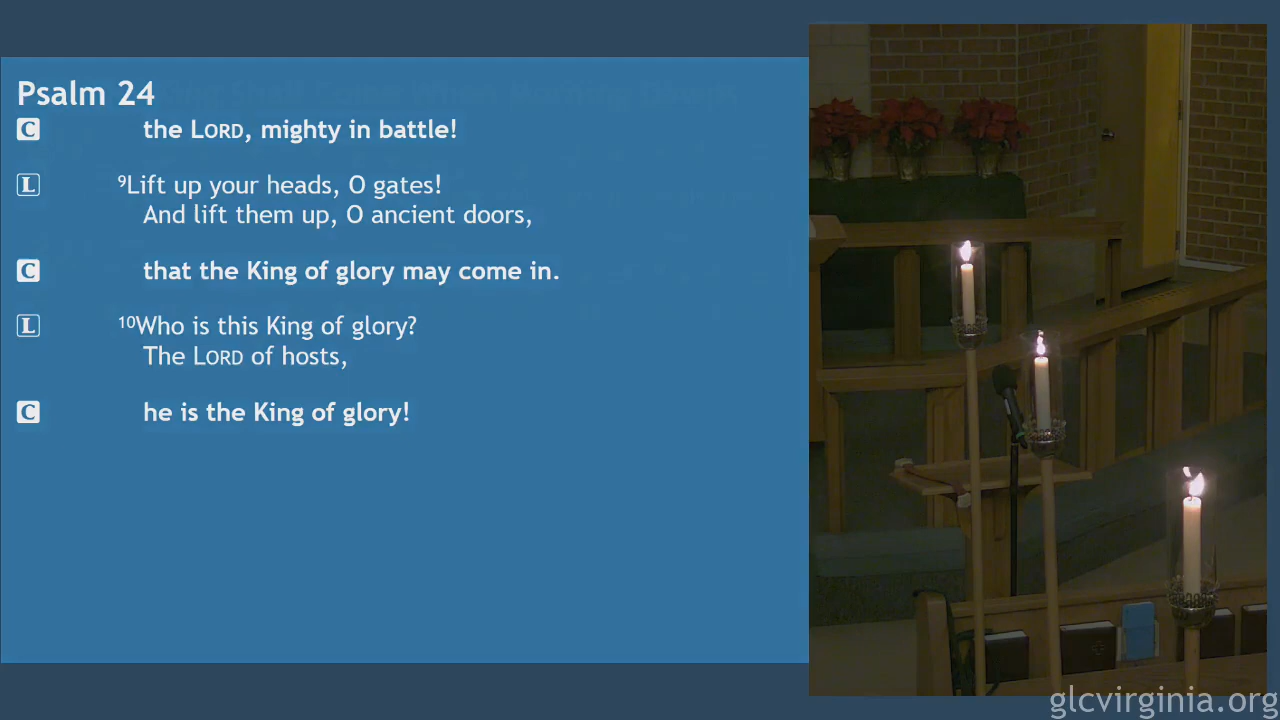 Psalm 24
C the LORD, mighty in battle!
L 9Lift up your heads, O gates!
And lift them up, O ancient doors,
C that the King of glory may come in.
L 10Who is this King of glory?
The LORD of hosts,
C he is the King of glory!
glcvirginia.org